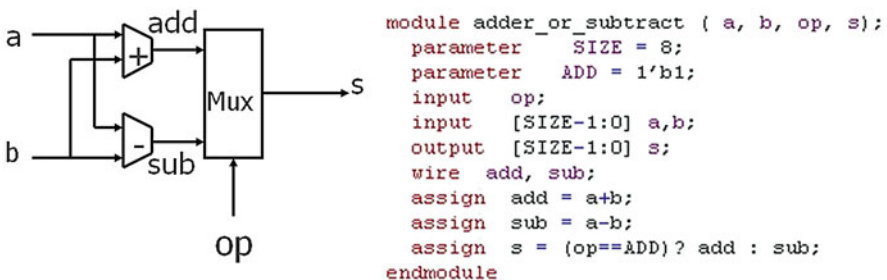 a
b
add
+
-
sub
Mux
s
op
module adder_or_subtract ( a, b, op, s);
parameter SIZE = 8;
parameter ADD = 1'b1;
input op;
input [SIZE-1:0] a,b;
output [SIZE-1:0] s;
wire add, sub;
assign add = a+b;
assign sub = a-b;
assign s = (op==ADD)? add : sub;
endmodule